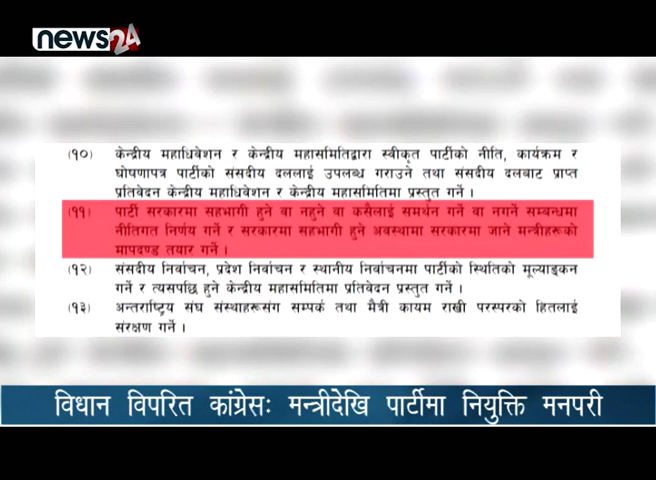 news24
(१०) केन्द्रीय महाधिवेशन र केन्द्रीय महासमितिद्वारा स्वीकृत पार्टीको नीति, कार्यक्रम र
घोषणापत्र पार्टीको संसदीय दललाई उपलब्ध गराउने तथा संसदीय दलबाट प्राप्त
प्रतिवेदन केन्द्रीय महाधिवेशन र केन्द्रीय महासमितिमा प्रस्तुत गर्ने ।
(११) पार्टी सरकारमा सहभागी हुने वा नहुने वा कसैलाई समर्थन गर्ने वा नगर्ने सम्बन्धमा
नीतिगत निर्णय गर्ने र सरकारमा सहभागी हुने अवस्थामा सरकारमा जाने मन्त्रीहरूको
मापदण्ड तयार गर्ने ।
(१२) संसदीय निर्वाचन, प्रदेश निर्वाचन र स्थानीय निर्वाचनमा पार्टीको स्थितिको मूल्याङ्कन
गर्ने र त्यसपछि हुने केन्द्रीय महासमितिमा प्रतिवेदन प्रस्तुत गर्ने ।
(१३) अन्तराष्ट्रिय संघ संस्थाहरूसंग सम्पर्क तथा मैत्री कायम राखी परस्परको हितलाई
संरक्षण गर्ने ।
विधान विपरित कांग्रेसः मन्त्रीदेखि पार्टीमा नियुक्ति मनपरी